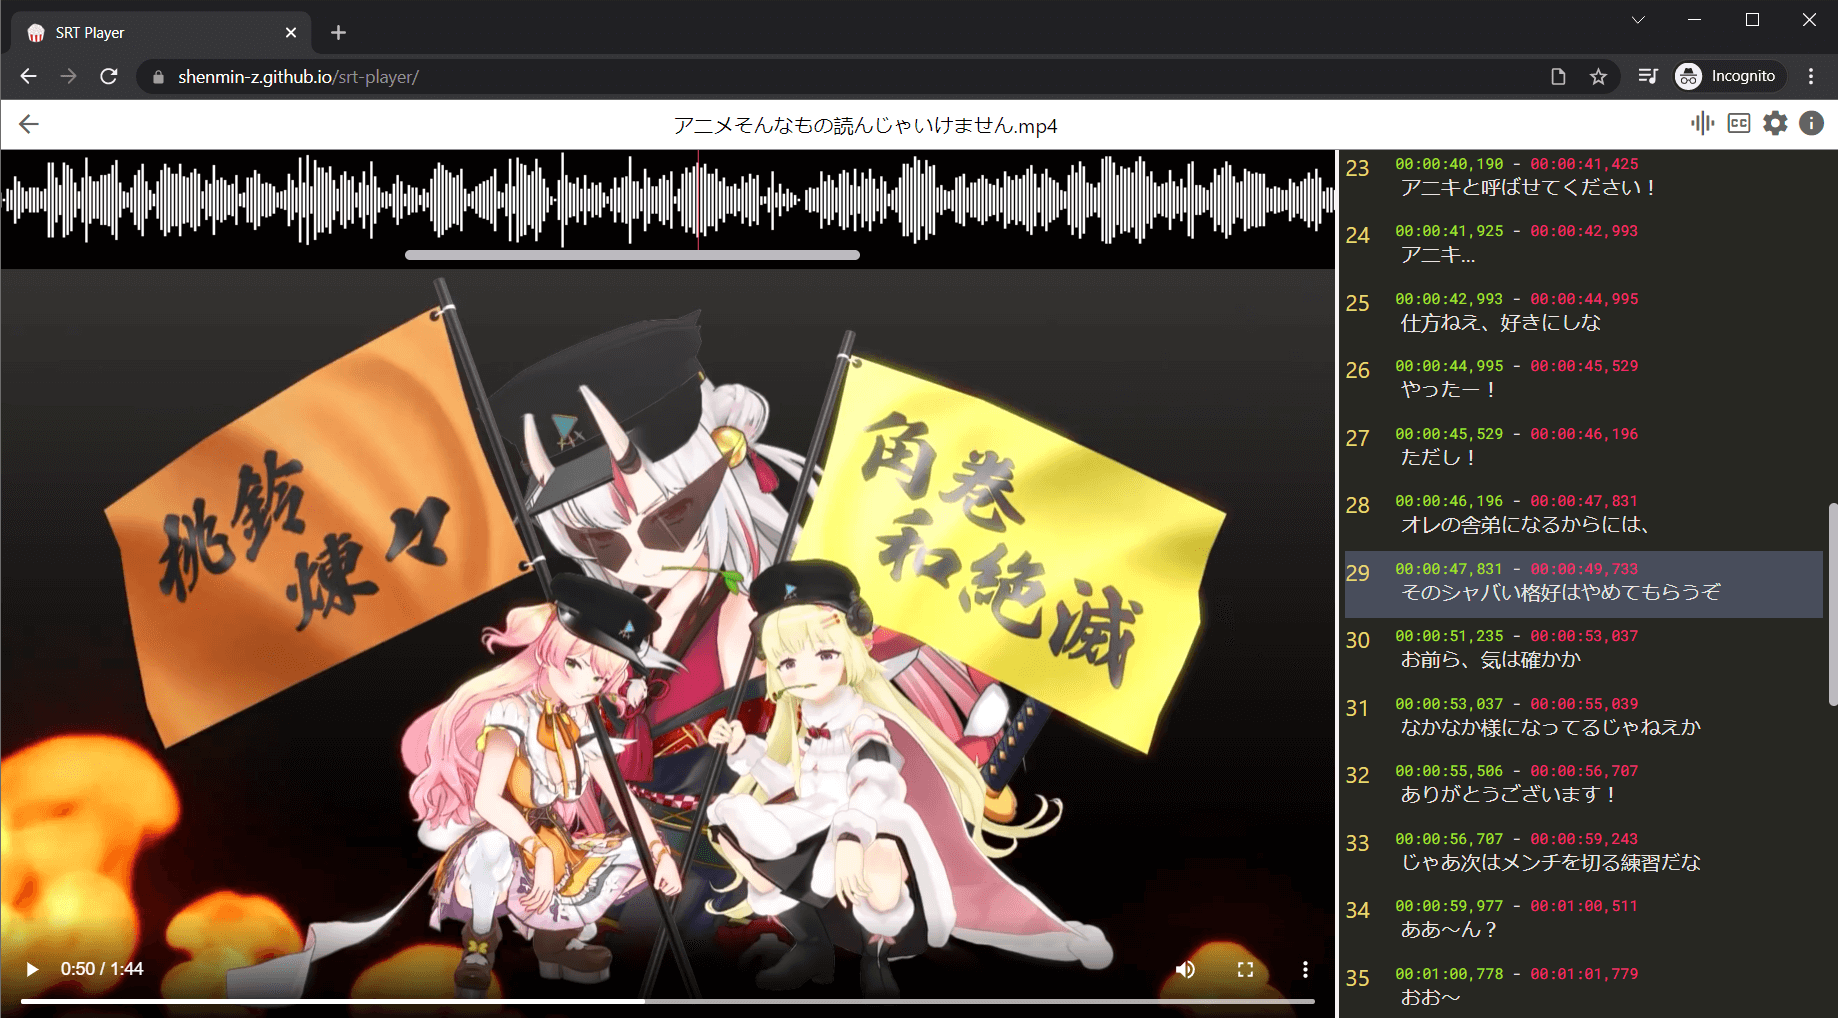 SRT Player
shenmin-z.github.io/srt-player/
Incognito
アニメそんなもの読んじゃいけません.mp4
CC
桃鈴
煉々
角巻
和絶滅
0:50 / 1:44
23
00:00:40,190 - 00:00:41,425
アニキと呼ばせてください！
24
00:00:41,925 - 00:00:42,993
アニキ...
25
00:00:42,993 - 00:00:44,995
仕方ねえ、好きにしな
26
00:00:44,995 - 00:00:45,529
やったー！
27
00:00:45,529 - 00:00:46,196
ただし！
28
00:00:46,196 - 00:00:47,831
オレの舎弟になるからには、
29
00:00:47,831 - 00:00:49,733
そのシャバい格好はやめてもらうぞ
30
00:00:51,235 - 00:00:53,037
お前ら、気は確かか
31
00:00:53,037 - 00:00:55,039
なかなか様になってるじゃねえか
32
00:00:55,506 - 00:00:56,707
ありがとうございます！
33
00:00:56,707 - 00:00:59,243
じゃあ次はメンチを切る練習だな
34
00:00:59,977 - 00:01:00,511
ああ～ん？
35
00:01:00,778 - 00:01:01,779
おお～